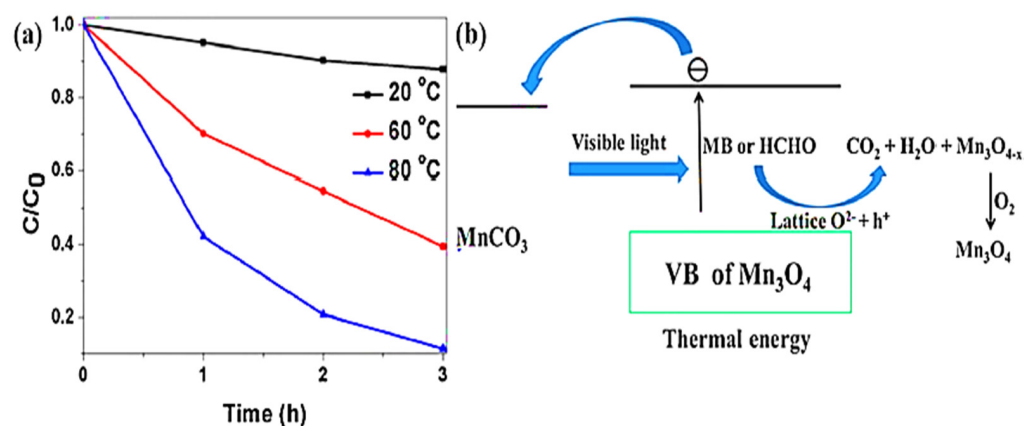 (a)
1.0
0.8
0.6
0.4
0.2
C/C₀
20 °C
60 °C
80 °C
0 1 2 3
Time (h)
(b)
⊖
Visible light
MB or HCHO
CO₂ + H₂O + Mn₃O₄₋ₓ
Lattice O²⁻ + h⁺
O₂
Mn₃O₄
MnCO₃
VB of Mn₃O₄
Thermal energy